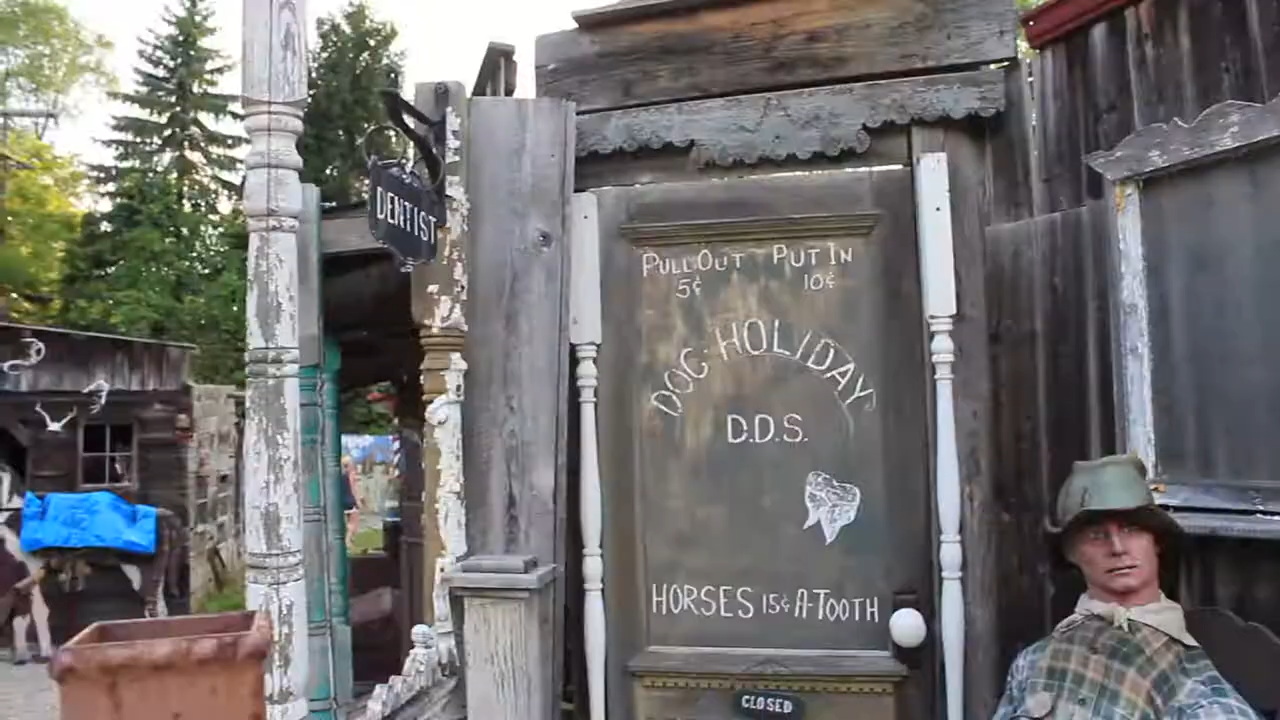 DENTIST
PULL OUT PUT IN
5¢ 10¢
DOC HOLIDAY
D.D.S.
HORSES 15¢ A-TOOTH
CLOSED